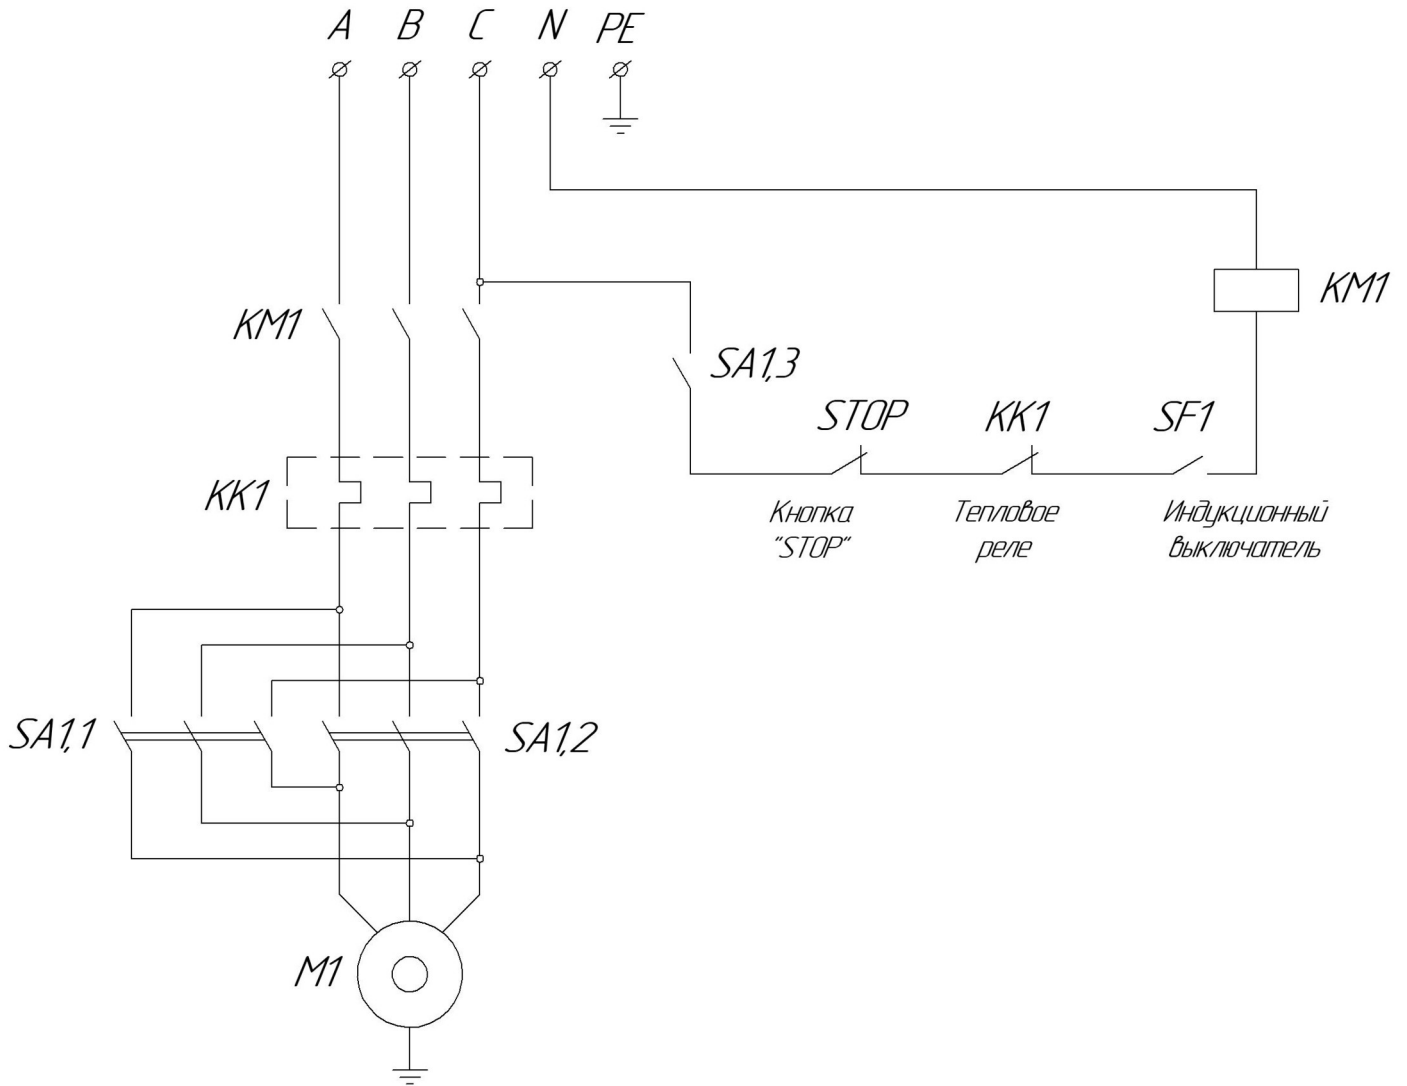 A B C N PE
KM1
KM1
SA1,3
STOP KK1 SF1
KK1
Кнопка Тепловое Индукционный
"STOP" реле выключатель
SA1,1 SA1,2
M1